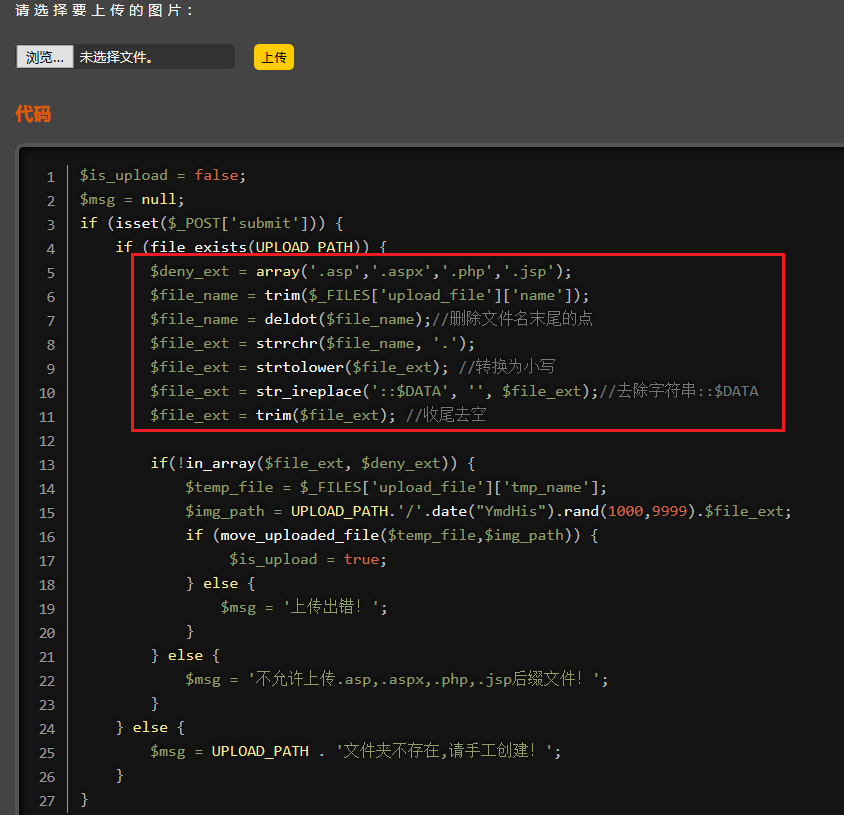 请选择要上传的图片：
浏览... 未选择文件。 上传
代码
1 $is_upload = false;
2 $msg = null;
3 if (isset($_POST['submit'])) {
4 if (file_exists(UPLOAD_PATH)) {
5 $deny_ext = array('.asp','.aspx','.php','.jsp');
6 $file_name = trim($_FILES['upload_file']['name']);
7 $file_name = deldot($file_name);//删除文件名末尾的点
8 $file_ext = strrchr($file_name, '.');
9 $file_ext = strtolower($file_ext); //转换为小写
10 $file_ext = str_ireplace('::$DATA', '', $file_ext);//去除字符串::$DATA
11 $file_ext = trim($file_ext); //收尾去空
12
13 if(!in_array($file_ext, $deny_ext)) {
14 $temp_file = $_FILES['upload_file']['tmp_name'];
15 $img_path = UPLOAD_PATH.'/'.date("YmdHis").rand(1000,9999).$file_ext;
16 if (move_uploaded_file($temp_file,$img_path)) {
17 $is_upload = true;
18 } else {
19 $msg = '上传出错！';
20 }
21 } else {
22 $msg = '不允许上传.asp,.aspx,.php,.jsp后缀文件！';
23 }
24 } else {
25 $msg = UPLOAD_PATH . '文件夹不存在,请手工创建！';
26 }
27 }